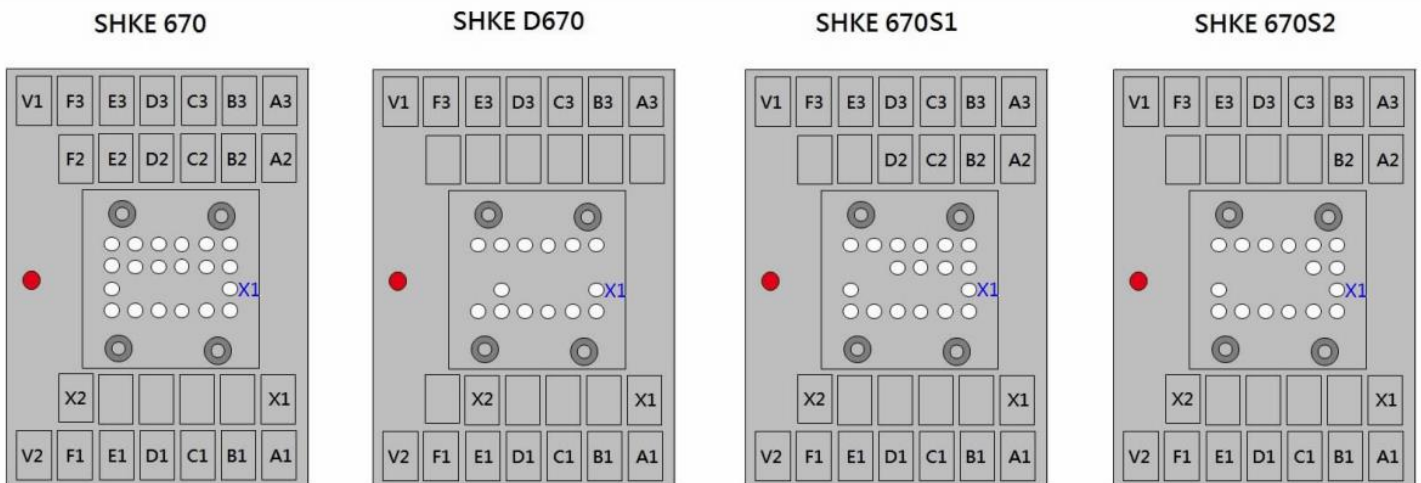 SHKE 670 SHKE D670 SHKE 670S1 SHKE 670S2
V1 F3 E3 D3 C3 B3 A3 V1 F3 E3 D3 C3 B3 A3 V1 F3 E3 D3 C3 B3 A3 V1 F3 E3 D3 C3 B3 A3
F2 E2 D2 C2 B2 A2 D2 C2 B2 A2 B2 A2
X1 X1 X1 X1
X2 X1 X2 X1 X2 X1 X2 X1
V2 F1 E1 D1 C1 B1 A1 V2 F1 E1 D1 C1 B1 A1 V2 F1 E1 D1 C1 B1 A1 V2 F1 E1 D1 C1 B1 A1